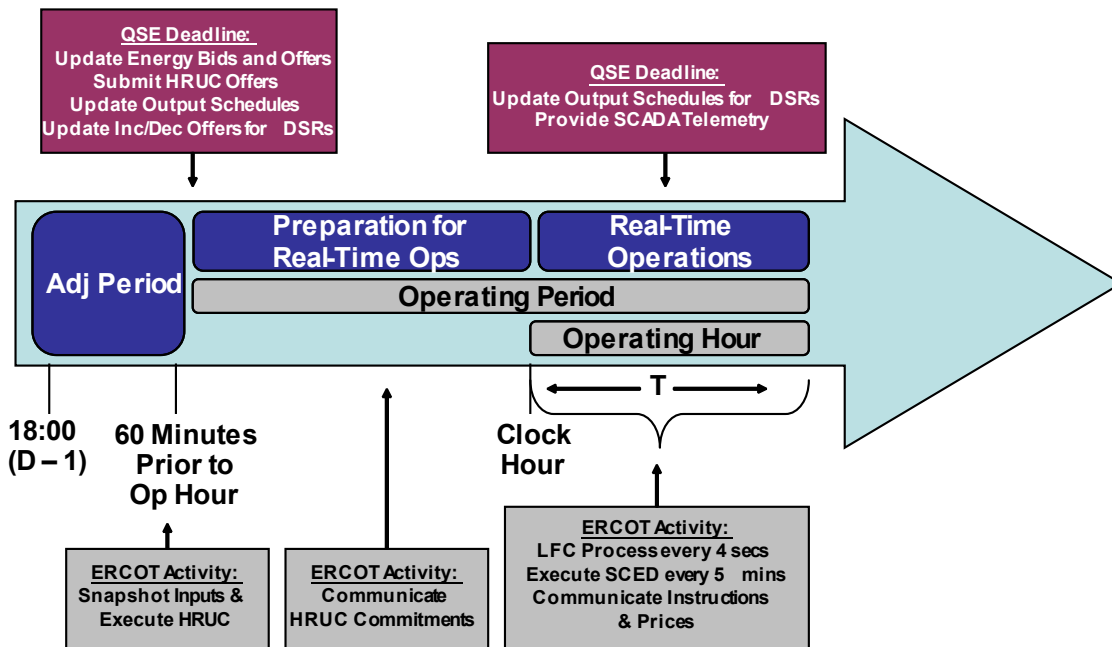 QSE Deadline:
Update Energy Bids and Offers
Submit HRUC Offers
Update Output Schedules
Update Inc/Dec Offers for DSRs
QSE Deadline:
Update Output Schedules for DSRs
Provide SCADA Telemetry
Adj Period
Preparation for
Real-Time Ops
Real-Time
Operations
Operating Period
Operating Hour
T
18:00
(D – 1)
60 Minutes
Prior to
Op Hour
Clock
Hour
ERCOT Activity:
Snapshot Inputs &
Execute HRUC
ERCOT Activity:
Communicate
HRUC Commitments
ERCOT Activity:
LFC Process every 4 secs
Execute SCED every 5 mins
Communicate Instructions
& Prices